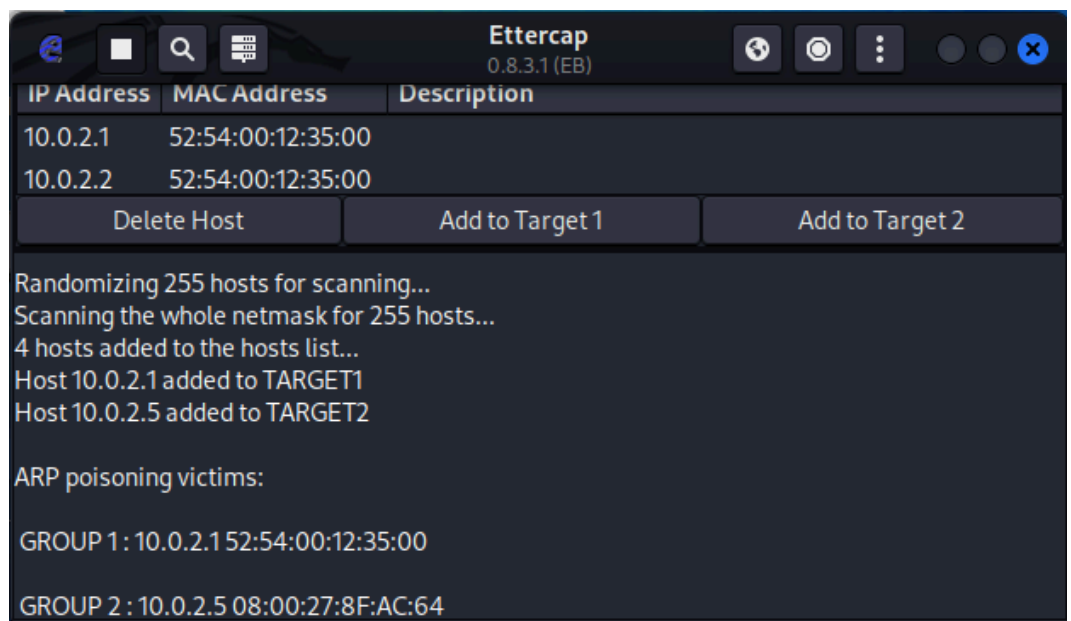 Ettercap
0.8.3.1 (EB)
IP Address MAC Address Description
10.0.2.1 52:54:00:12:35:00
10.0.2.2 52:54:00:12:35:00
Delete Host Add to Target 1 Add to Target 2
Randomizing 255 hosts for scanning...
Scanning the whole netmask for 255 hosts...
4 hosts added to the hosts list...
Host 10.0.2.1 added to TARGET1
Host 10.0.2.5 added to TARGET2
ARP poisoning victims:
GROUP 1 : 10.0.2.1 52:54:00:12:35:00
GROUP 2 : 10.0.2.5 08:00:27:8F:AC:64